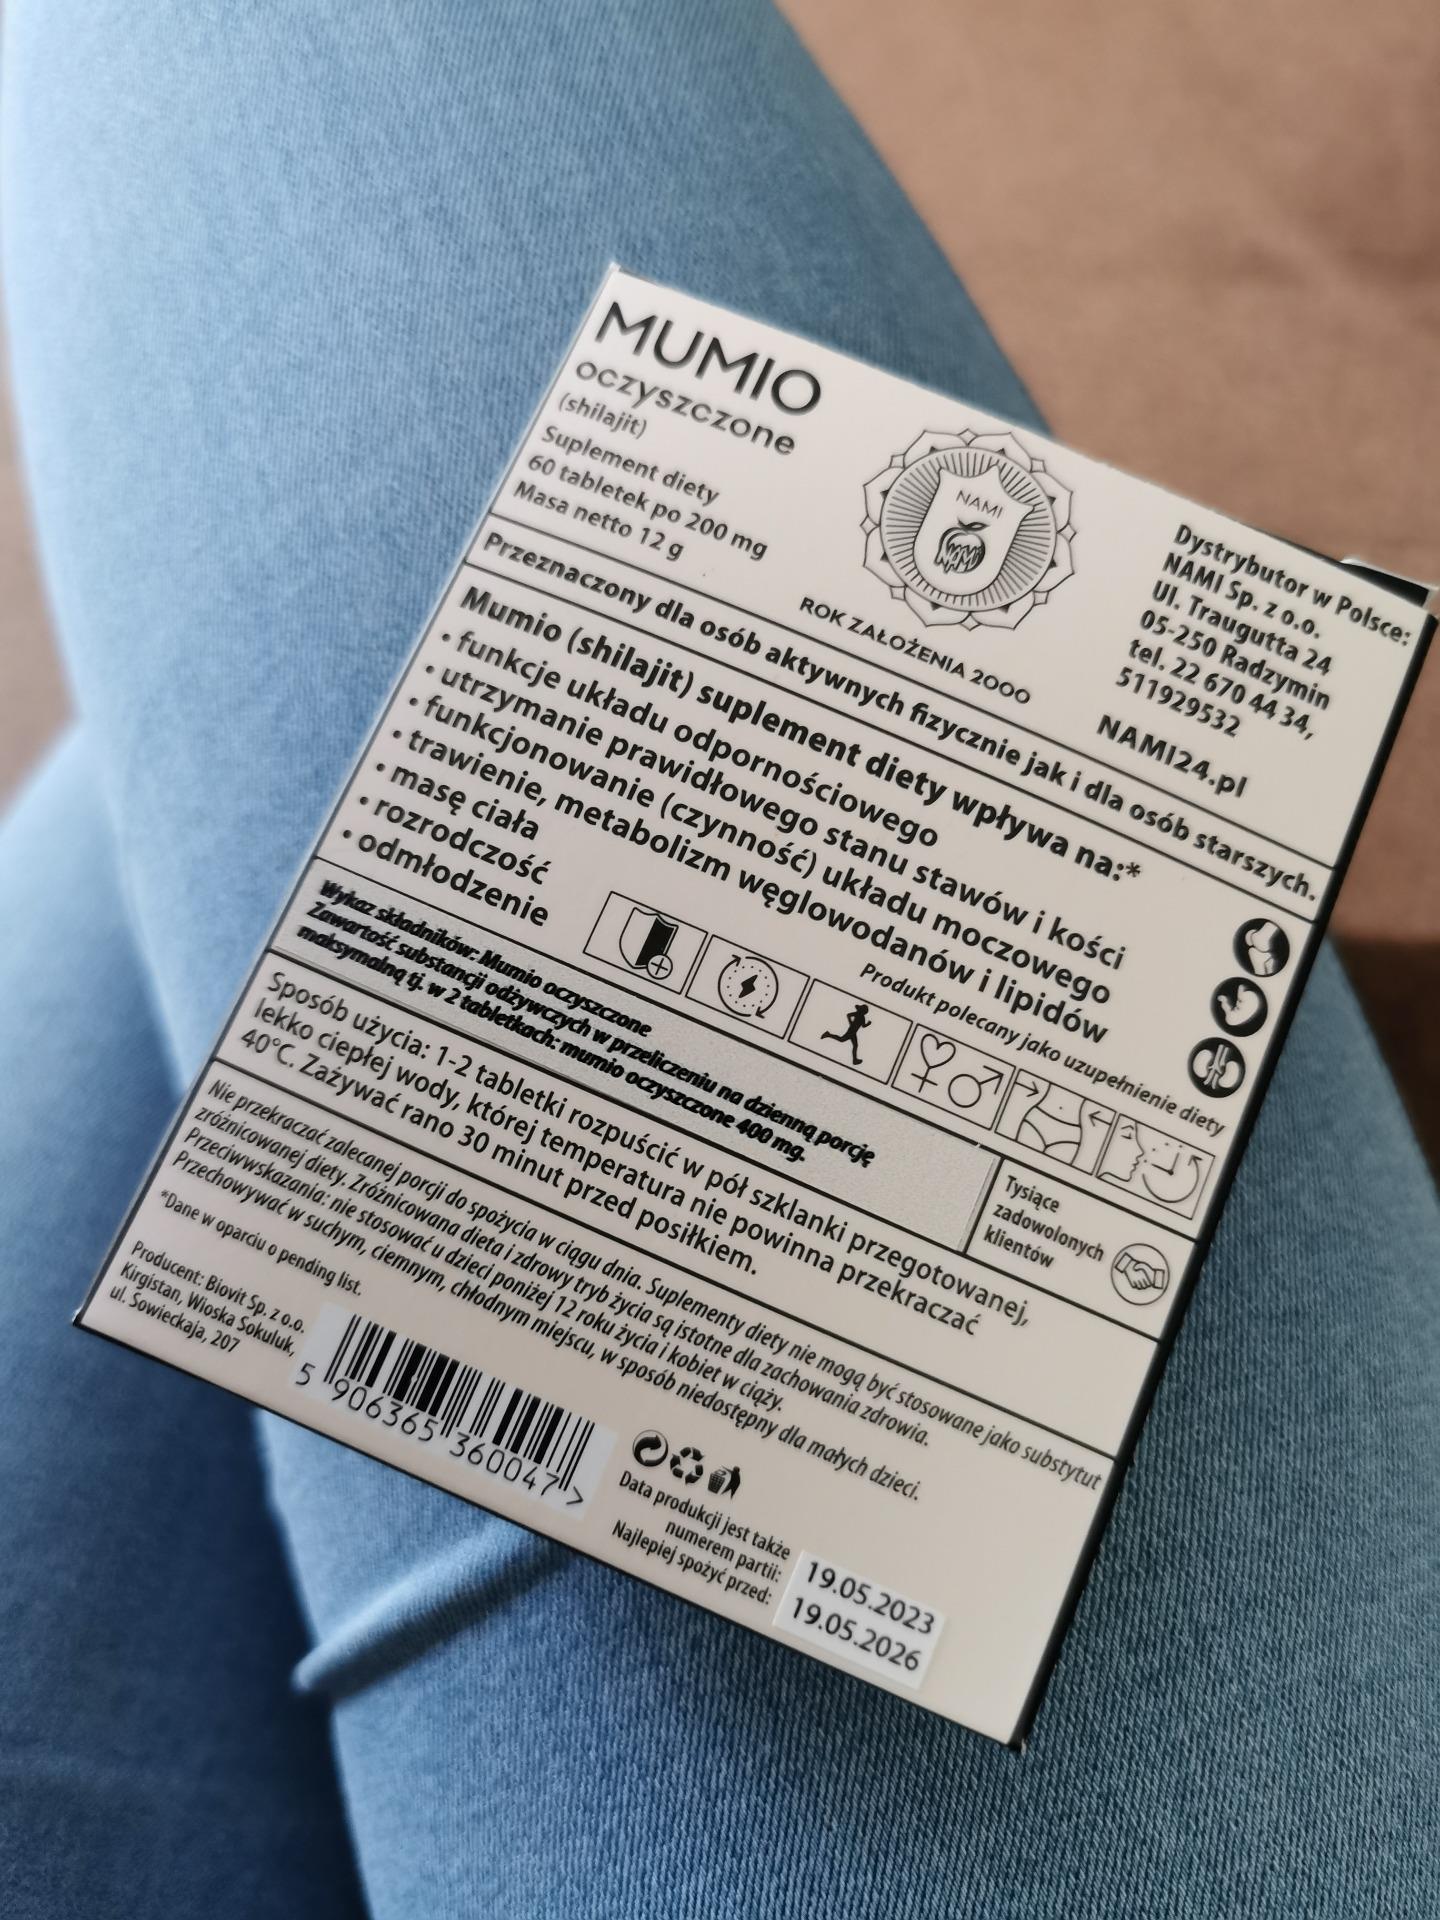 MUMIO
oczyszczone
(shilajit)
Suplement diety
60 tabletek po 200 mg
Masa netto 12 g
NAMI
NAMI
ROK ZAŁOŻENIA 2000
Dystrybutor w Polsce:
NAMI Sp. z o.o.
Ul. Traugutta 24
05-250 Radzymin
tel. 22 670 44 34,
511929532
NAMI24.pl
Przeznaczony dla osób aktywnych fizycznie jak i dla osób starszych.
Mumio (shilajit) suplement diety wpływa na:*
• funkcje układu odpornościowego
• utrzymanie prawidłowego stanu stawów i kości
• funkcjonowanie (czynność) układu moczowego
• trawienie, metabolizm węglowodanów i lipidów
• masę ciała
• rozrodczość
• odmłodzenie
Produkt polecany jako uzupełnienie diety
Wykaz składników: Mumio oczyszczone
Zawartość substancji odżywczych w przeliczeniu na dzienną porcję
maksymalną tj. w 2 tabletkach: mumio oczyszczone 400 mg.
Tysiące
zadowolonych
klientów
Sposób użycia: 1-2 tabletki rozpuścić w pół szklanki przegotowanej,
lekko ciepłej wody, której temperatura nie powinna przekraczać
40°C. Zażywać rano 30 minut przed posiłkiem.
Nie przekraczać zalecanej porcji do spożycia w ciągu dnia. Suplementy diety nie mogą być stosowane jako substytut
zróżnicowanej diety. Zróżnicowana dieta i zdrowy tryb życia są istotne dla zachowania zdrowia.
Przeciwwskazania: nie stosować u dzieci poniżej 12 roku życia i kobiet w ciąży.
Przechowywać w suchym, ciemnym, chłodnym miejscu, w sposób niedostępny dla małych dzieci.
*Dane w oparciu o pending list.
Producent: Biovit Sp. z o.o.
Kirgistan, Wioska Sokuluk,
ul. Sowieckaja, 207
5 906365 360047 >
Data produkcji jest także
numerem partii:
Najlepiej spożyć przed:
19.05.2023
19.05.2026